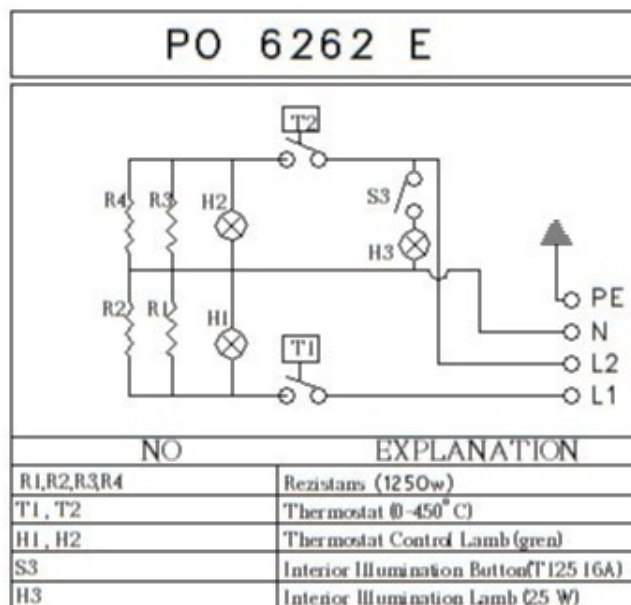 PO 6262 E
T2
R4 R3 H2 S3
H3
R2 R1 H1 T1
PE
N
L2
L1
NO EXPLANATION
R1,R2,R3,R4 Rezistans (1250w)
T1, T2 Thermostat (0-450°C)
H1, H2 Thermostat Control Lamb (gren)
S3 Interior Illumination Button(T125 16A)
H3 Interior Illumination Lamb (25 W)